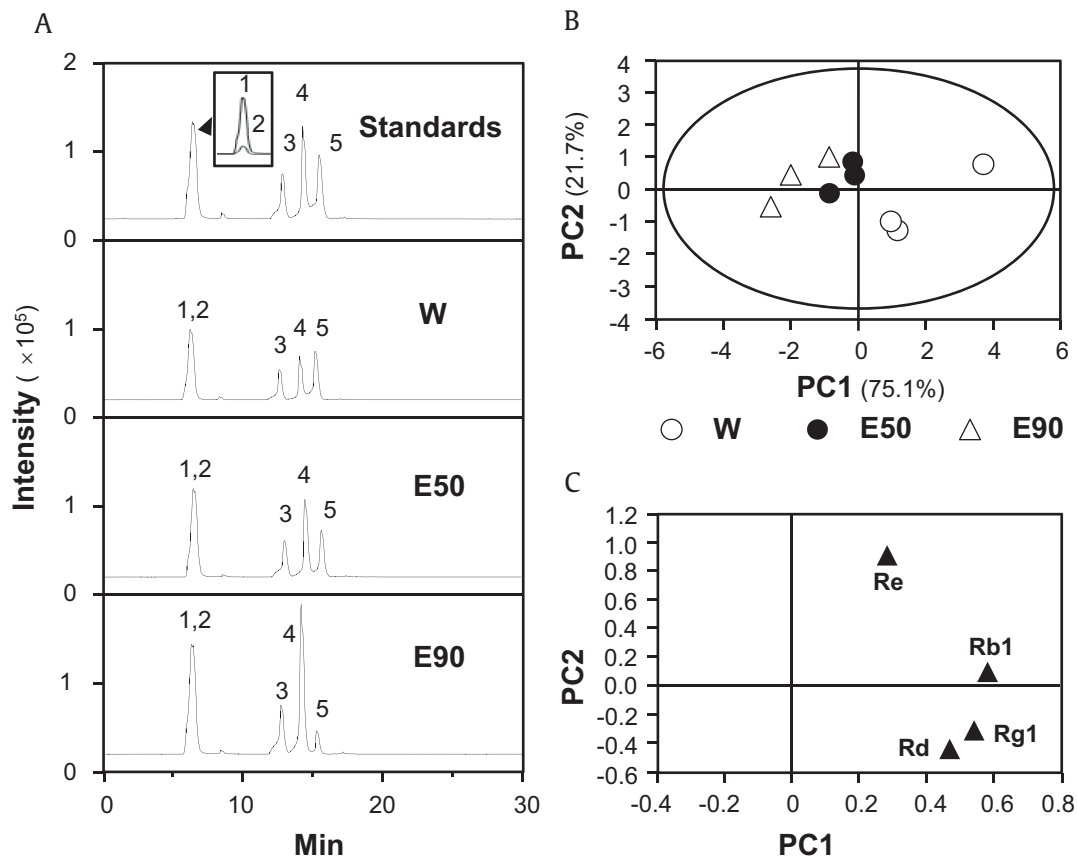 A
Intensity ( × 10⁵)
2
1
0
1
0
1
0
1
0
1
2
3
4
5
Standards
1,2
3
4
5
W
1,2
3
4
5
E50
1,2
3
4
5
E90
0 10 20 30
Min
B
PC2 (21.7%)
4
3
2
1
0
-1
-2
-3
-4
-6 -4 -2 0 2 4 6
PC1 (75.1%)
W E50 E90
C
PC2
1.2
1.0
0.8
0.6
0.4
0.2
0.0
-0.2
-0.4
-0.6
Re
Rb1
Rg1
Rd
-0.4 -0.2 0 0.2 0.4 0.6 0.8
PC1